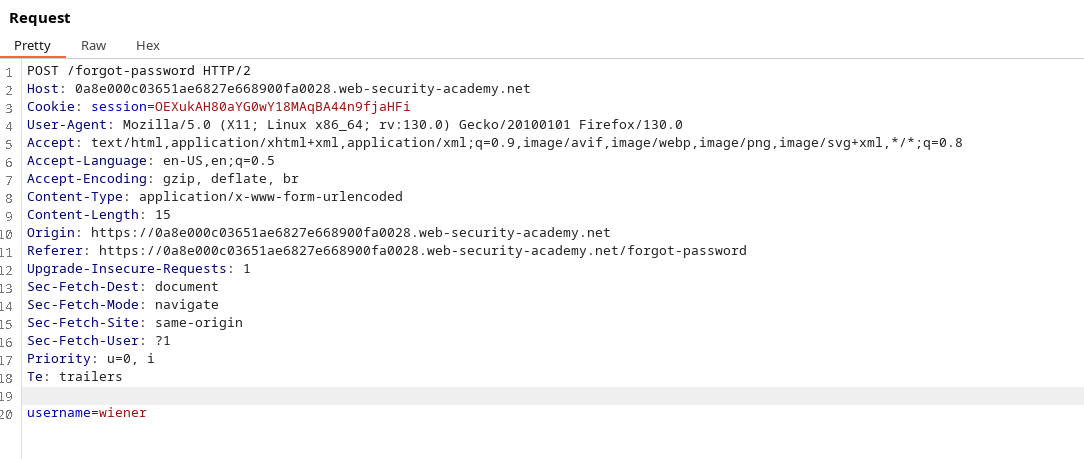 Request
Pretty Raw Hex
1 POST /forgot-password HTTP/2
2 Host: 0a8e000c03651ae6827e668900fa0028.web-security-academy.net
3 Cookie: session=OEXukAH80aYG0wY18MAqBA44n9fjaHFi
4 User-Agent: Mozilla/5.0 (X11; Linux x86_64; rv:130.0) Gecko/20100101 Firefox/130.0
5 Accept: text/html,application/xhtml+xml,application/xml;q=0.9,image/avif,image/webp,image/png,image/svg+xml,*/*;q=0.8
6 Accept-Language: en-US,en;q=0.5
7 Accept-Encoding: gzip, deflate, br
8 Content-Type: application/x-www-form-urlencoded
9 Content-Length: 15
10 Origin: https://0a8e000c03651ae6827e668900fa0028.web-security-academy.net
11 Referer: https://0a8e000c03651ae6827e668900fa0028.web-security-academy.net/forgot-password
12 Upgrade-Insecure-Requests: 1
13 Sec-Fetch-Dest: document
14 Sec-Fetch-Mode: navigate
15 Sec-Fetch-Site: same-origin
16 Sec-Fetch-User: ?1
17 Priority: u=0, i
18 Te: trailers
19
20 username=wiener